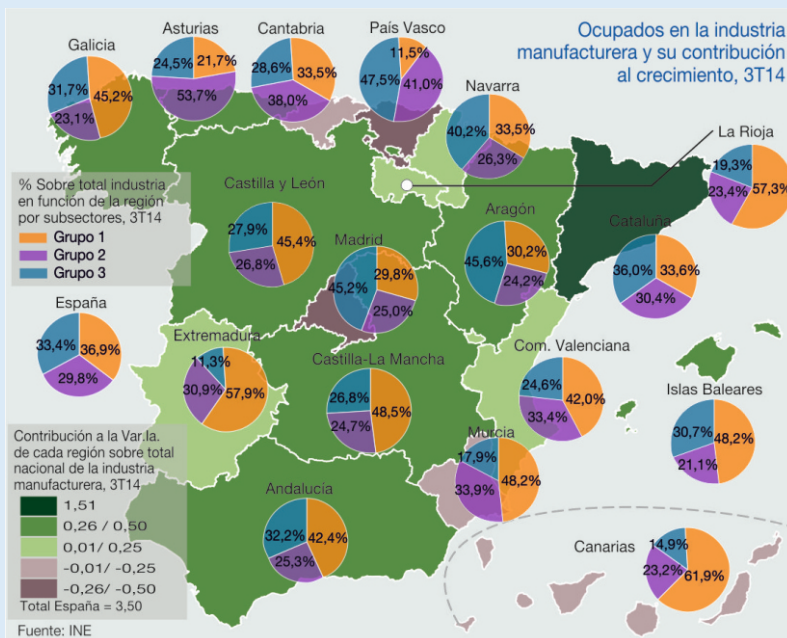 Ocupados en la industria
manufacturera y su contribución
al crecimiento, 3T14
Galicia
31,7%
45,2%
23,1%
Asturias
24,5%
21,7%
53,7%
Cantabria
28,6%
33,5%
38,0%
País Vasco
11,5%
47,5%
41,0%
Navarra
40,2%
33,5%
26,3%
La Rioja
19,3%
23,4%
57,3%
% Sobre total industria
en función de la región
por subsectores, 3T14
Grupo 1
Grupo 2
Grupo 3
Castilla y León
27,9%
45,4%
26,8%
Madrid
45,2%
29,8%
25,0%
Aragón
30,2%
45,6%
24,2%
Cataluña
36,0%
33,6%
30,4%
España
33,4%
36,9%
29,8%
Extremadura
11,3%
30,9%
57,9%
Castilla-La Mancha
26,8%
48,5%
24,7%
Com. Valenciana
24,6%
42,0%
33,4%
Islas Baleares
30,7%
48,2%
21,1%
Murcia
17,9%
48,2%
33,9%
Andalucía
32,2%
42,4%
25,3%
Canarias
14,9%
23,2%
61,9%
Contribución a la Var.Ia.
de cada región sobre total
nacional de la industria
manufacturera, 3T14
1,51
0,26 / 0,50
0,01 / 0,25
-0,01 / -0,25
-0,26 / -0,50
Total España = 3,50
Fuente: INE